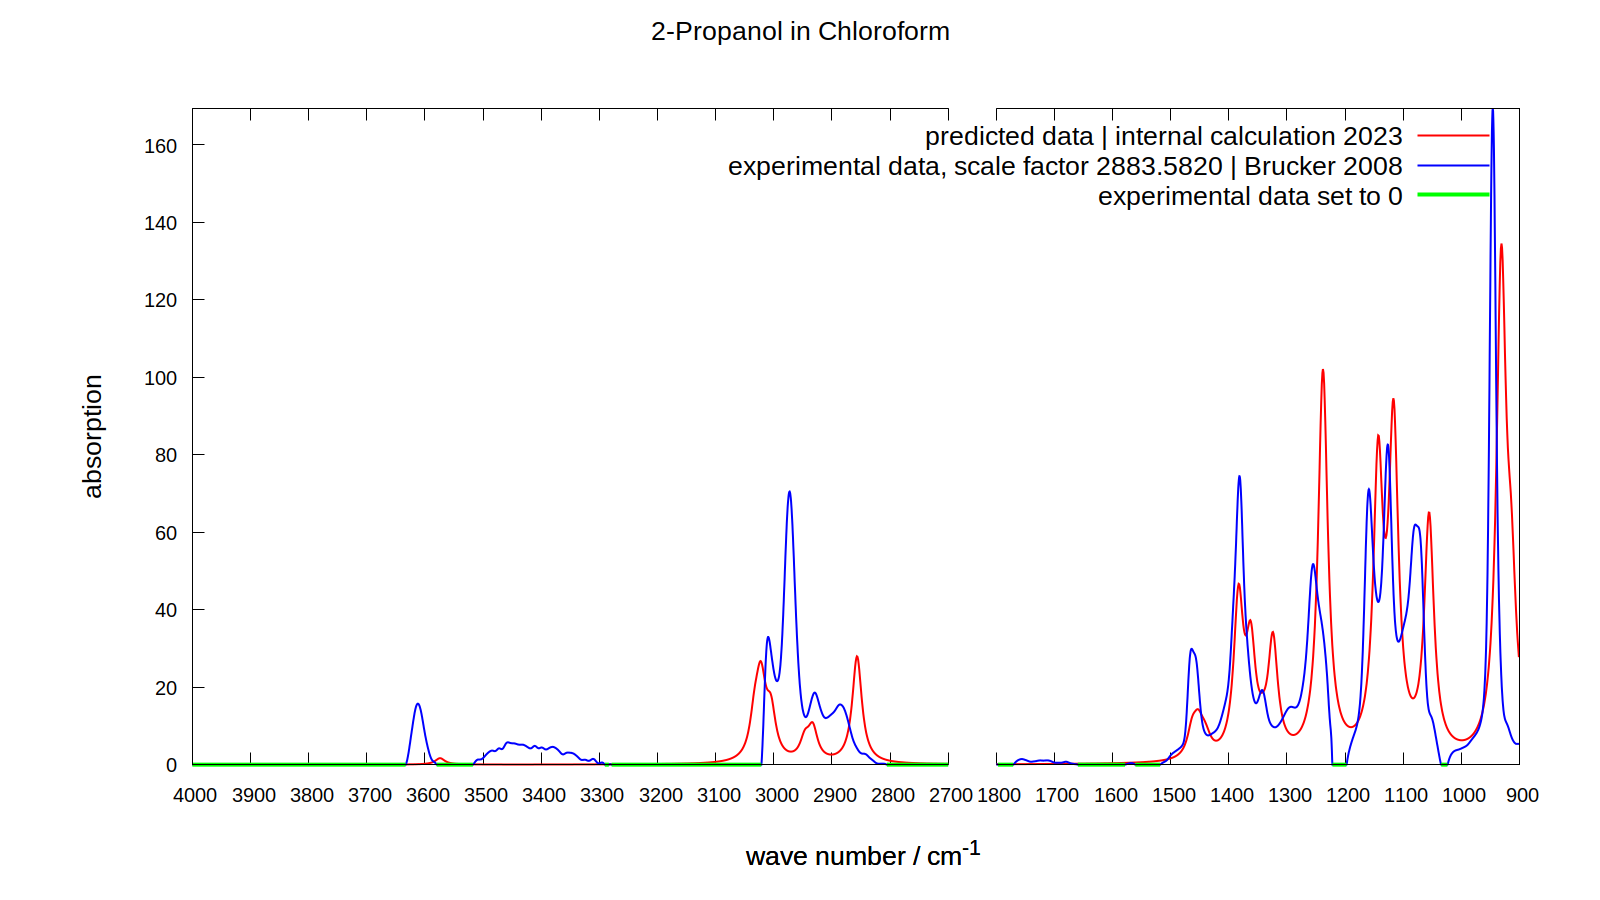 2-Propanol in Chloroform
predicted data | internal calculation 2023
experimental data, scale factor 2883.5820 | Brucker 2008
experimental data set to 0
160
140
120
100
80
60
40
20
0
absorption
4000 3900 3800 3700 3600 3500 3400 3300 3200 3100 3000 2900 2800 2700 1800 1700 1600 1500 1400 1300 1200 1100 1000 900
wave number / cm-1